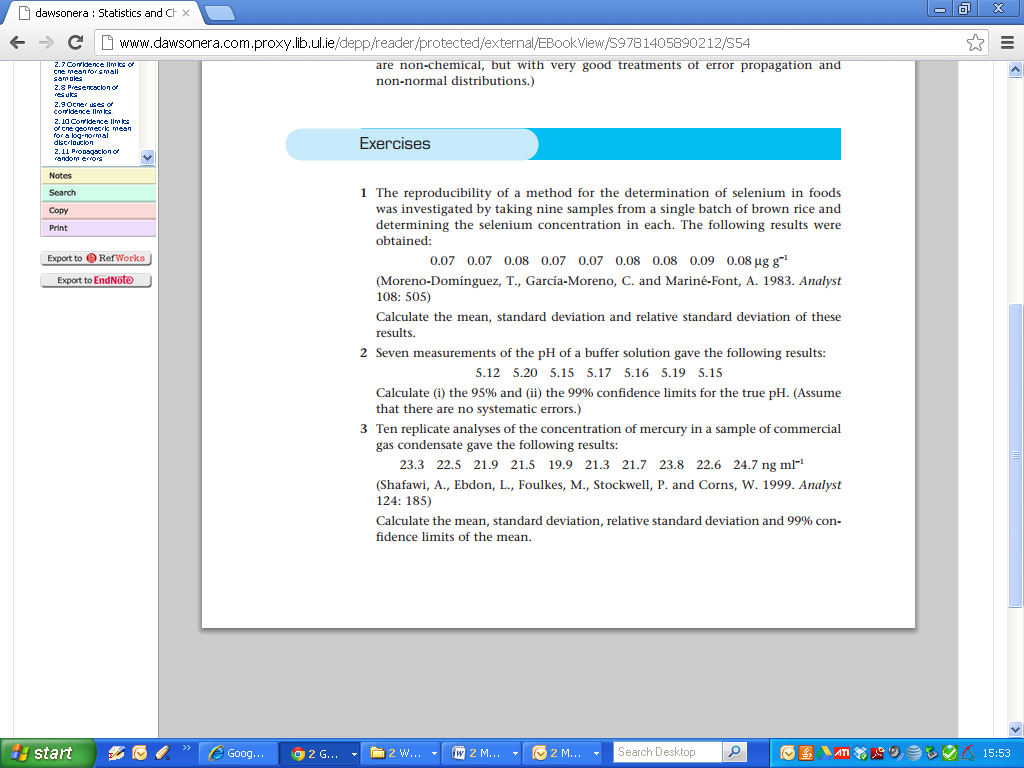 dawsonera : Statistics and Ch
www.dawsonera.com.proxy.lib.ul.ie/depp/reader/protected/external/EBookView/S9781405890212/S54
2.7 Confidence limits of
the mean for small
samples
2.8 Presentation of
results
2.9 Other uses of
confidence limits
2.10 Confidence limits
of the geometric mean
for a log-normal
distribution
2.11 Propagation of
random errors
Notes
Search
Copy
Print
Export to RefWorks
Export to EndNote
are non-chemical, but with very good treatments of error propagation and
non-normal distributions.)
Exercises
1 The reproducibility of a method for the determination of selenium in foods
was investigated by taking nine samples from a single batch of brown rice and
determining the selenium concentration in each. The following results were
obtained:
0.07 0.07 0.08 0.07 0.07 0.08 0.08 0.09 0.08 µg g⁻¹
(Moreno-Domínguez, T., García-Moreno, C. and Mariné-Font, A. 1983. Analyst
108: 505)
Calculate the mean, standard deviation and relative standard deviation of these
results.
2 Seven measurements of the pH of a buffer solution gave the following results:
5.12 5.20 5.15 5.17 5.16 5.19 5.15
Calculate (i) the 95% and (ii) the 99% confidence limits for the true pH. (Assume
that there are no systematic errors.)
3 Ten replicate analyses of the concentration of mercury in a sample of commercial
gas condensate gave the following results:
23.3 22.5 21.9 21.5 19.9 21.3 21.7 23.8 22.6 24.7 ng ml⁻¹
(Shafawi, A., Ebdon, L., Foulkes, M., Stockwell, P. and Corns, W. 1999. Analyst
124: 185)
Calculate the mean, standard deviation, relative standard deviation and 99% con-
fidence limits of the mean.
start
Goog...
2 G...
2 W...
2 M...
2 M...
Search Desktop
ATI
15:53